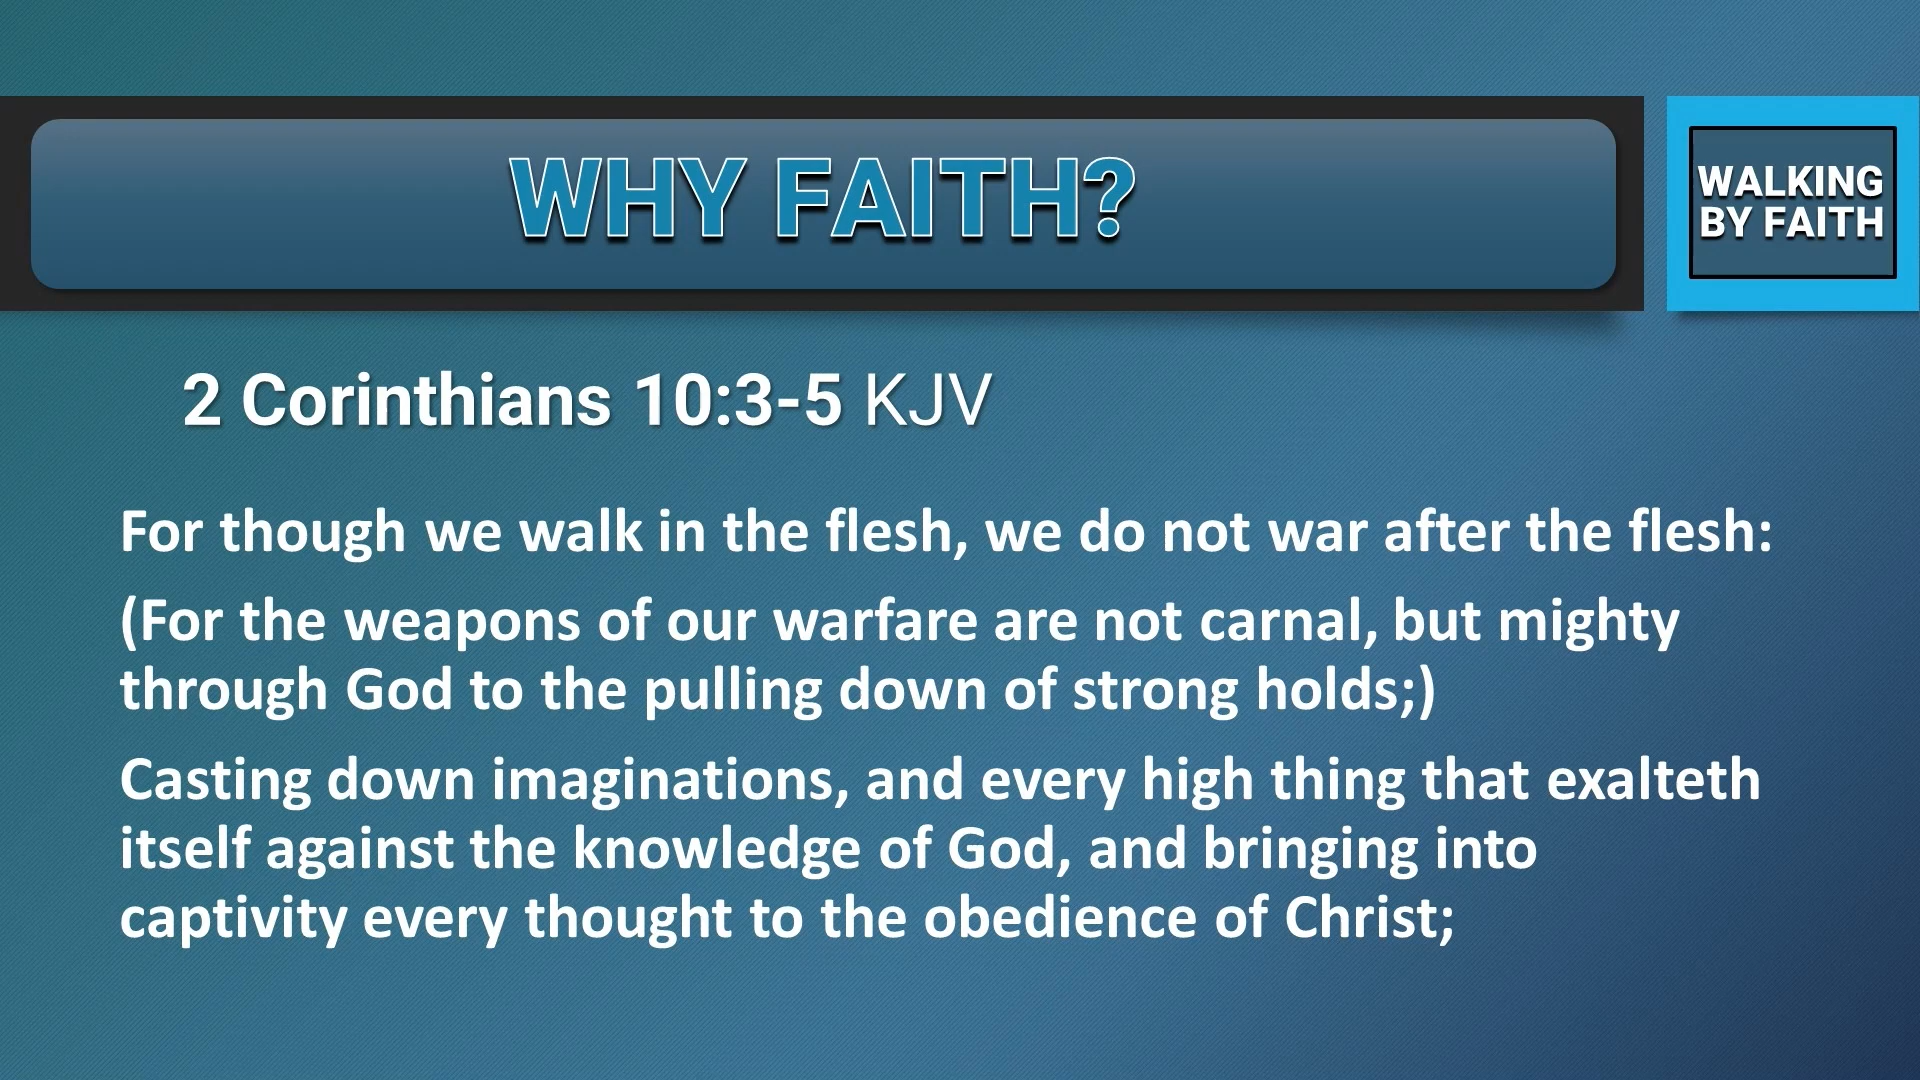 WHY FAITH?
WALKING
BY FAITH
2 Corinthians 10:3-5 KJV
For though we walk in the flesh, we do not war after the flesh:
(For the weapons of our warfare are not carnal, but mighty
through God to the pulling down of strong holds;)
Casting down imaginations, and every high thing that exalteth
itself against the knowledge of God, and bringing into
captivity every thought to the obedience of Christ;